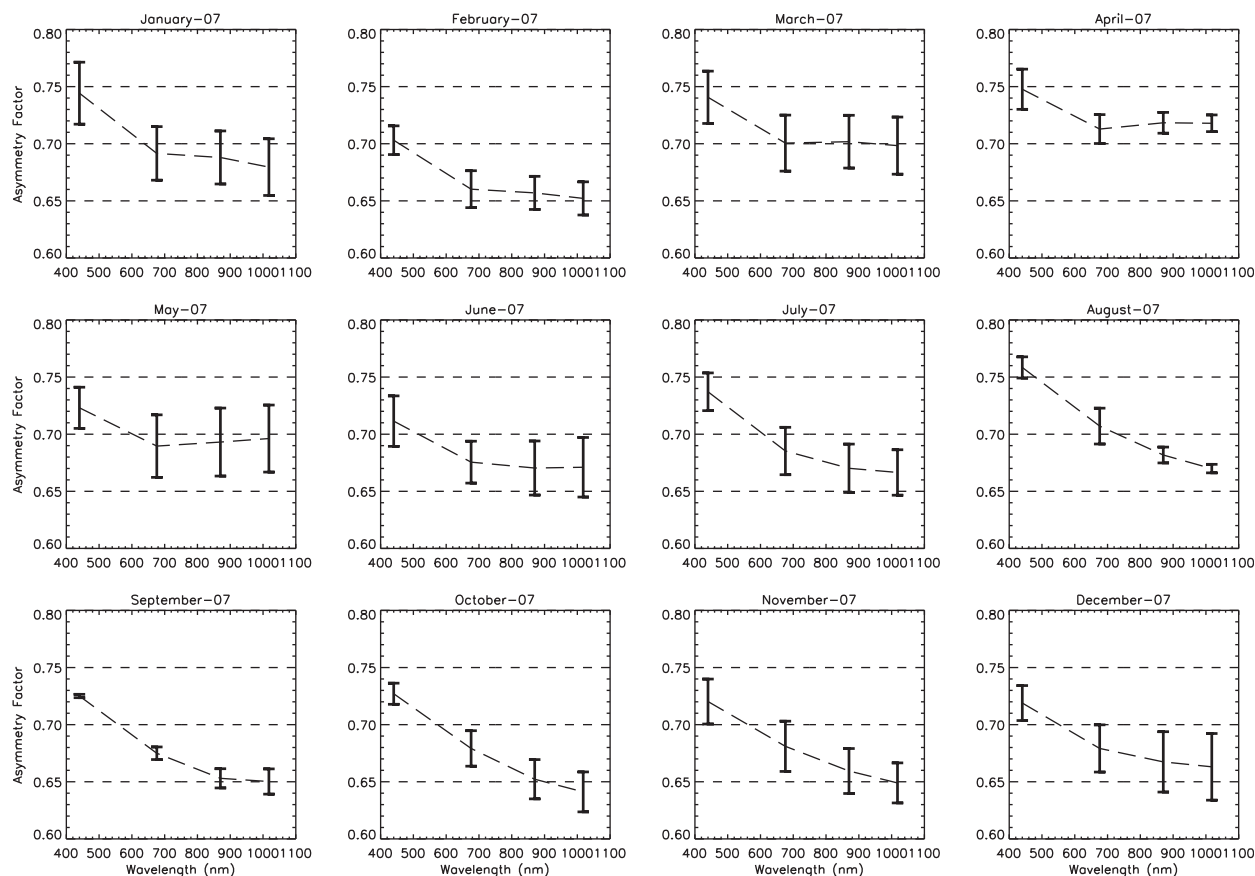 January-07 February-07 March-07 April-07
0.80 0.80 0.80 0.80
0.75 0.75 0.75 0.75
0.70 0.70 0.70 0.70
0.65 0.65 0.65 0.65
0.60 0.60 0.60 0.60
Asymmetry Factor
400 500 600 700 800 900 10001100 400 500 600 700 800 900 10001100 400 500 600 700 800 900 10001100 400 500 600 700 800 900 10001100
May-07 June-07 July-07 August-07
0.80 0.80 0.80 0.80
0.75 0.75 0.75 0.75
0.70 0.70 0.70 0.70
0.65 0.65 0.65 0.65
0.60 0.60 0.60 0.60
Asymmetry Factor
400 500 600 700 800 900 10001100 400 500 600 700 800 900 10001100 400 500 600 700 800 900 10001100 400 500 600 700 800 900 10001100
September-07 October-07 November-07 December-07
0.80 0.80 0.80 0.80
0.75 0.75 0.75 0.75
0.70 0.70 0.70 0.70
0.65 0.65 0.65 0.65
0.60 0.60 0.60 0.60
Asymmetry Factor
400 500 600 700 800 900 10001100 400 500 600 700 800 900 10001100 400 500 600 700 800 900 10001100 400 500 600 700 800 900 10001100
Wavelength (nm) Wavelength (nm) Wavelength (nm) Wavelength (nm)